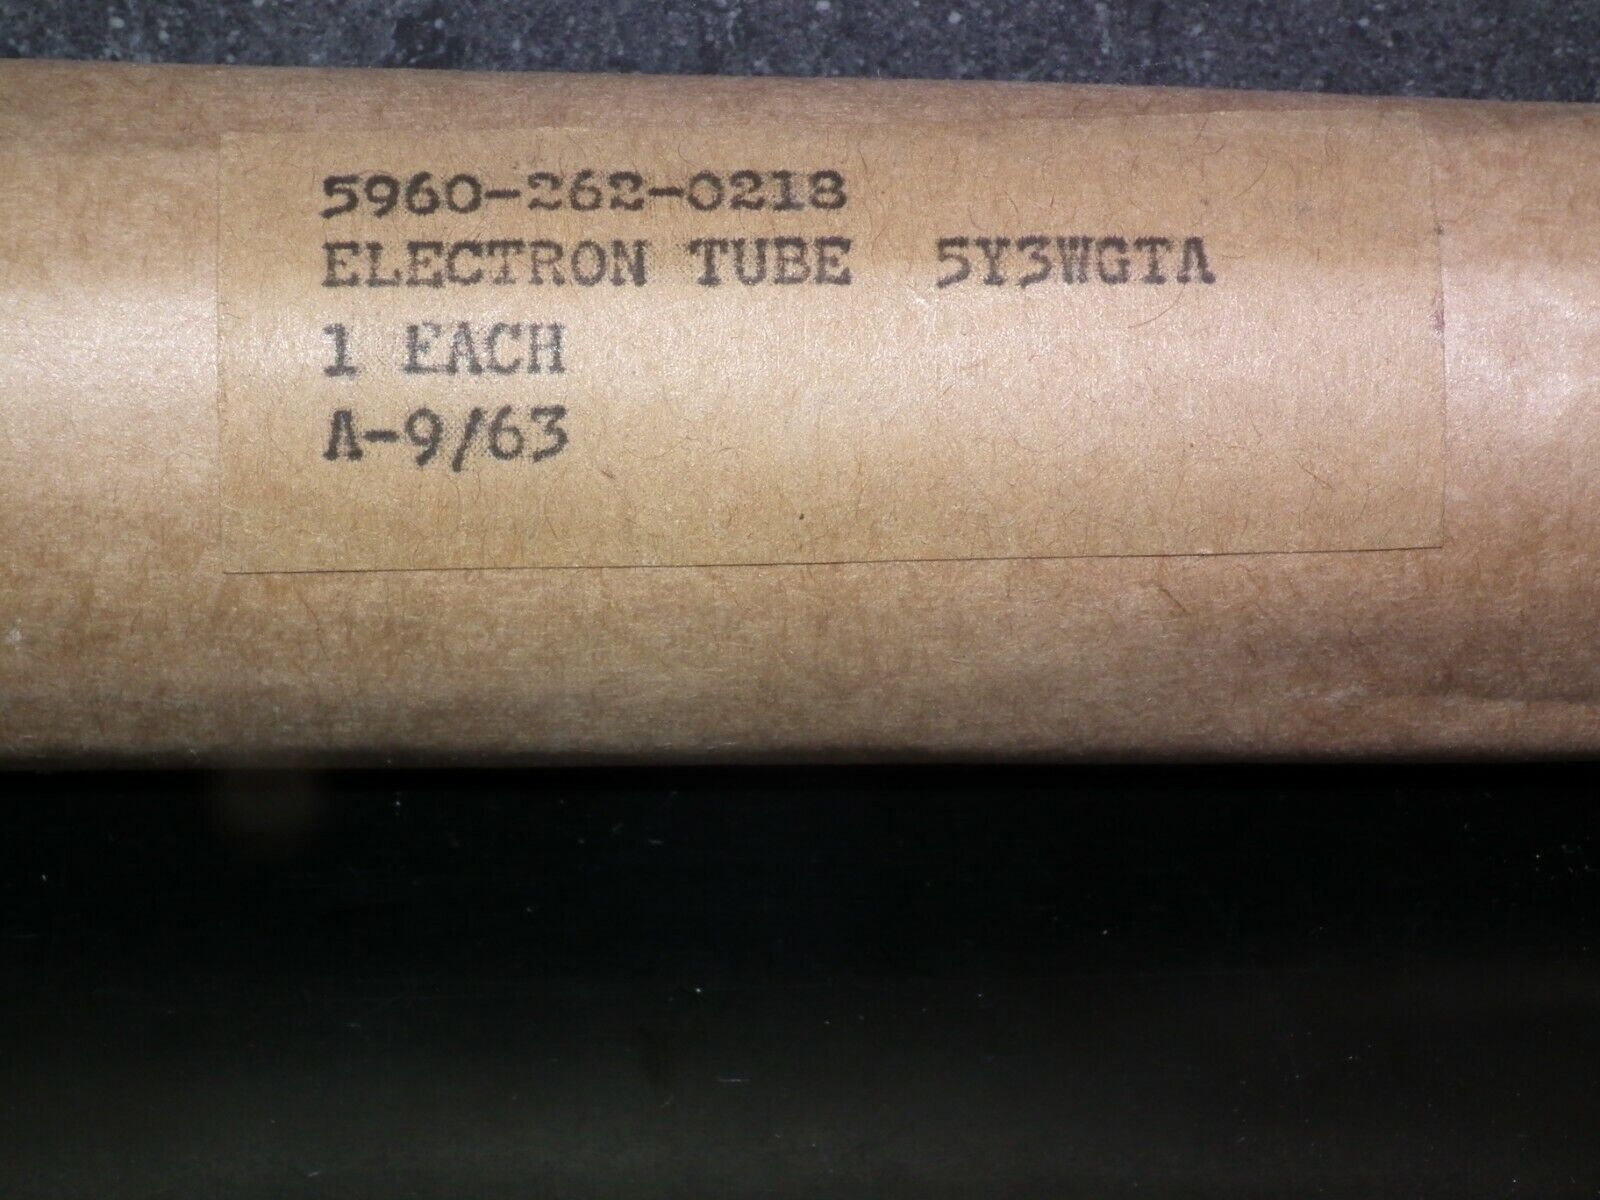 5960-262-0218
ELECTRON TUBE 5Y3WGTA
1 EACH
A-9/63